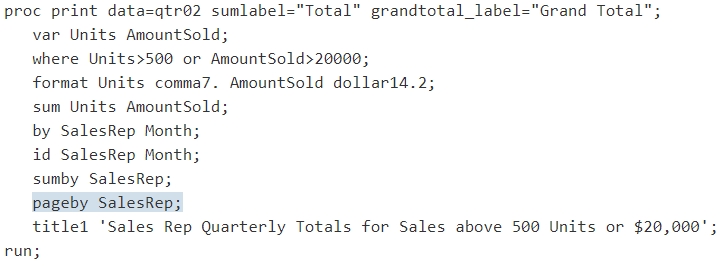 proc print data=qtr02 sumlabel="Total" grandtotal_label="Grand Total";
var Units AmountSold;
where Units>500 or AmountSold>20000;
format Units comma7. AmountSold dollar14.2;
sum Units AmountSold;
by SalesRep Month;
id SalesRep Month;
sumby SalesRep;
pageby SalesRep;
title1 'Sales Rep Quarterly Totals for Sales above 500 Units or $20,000';
run;